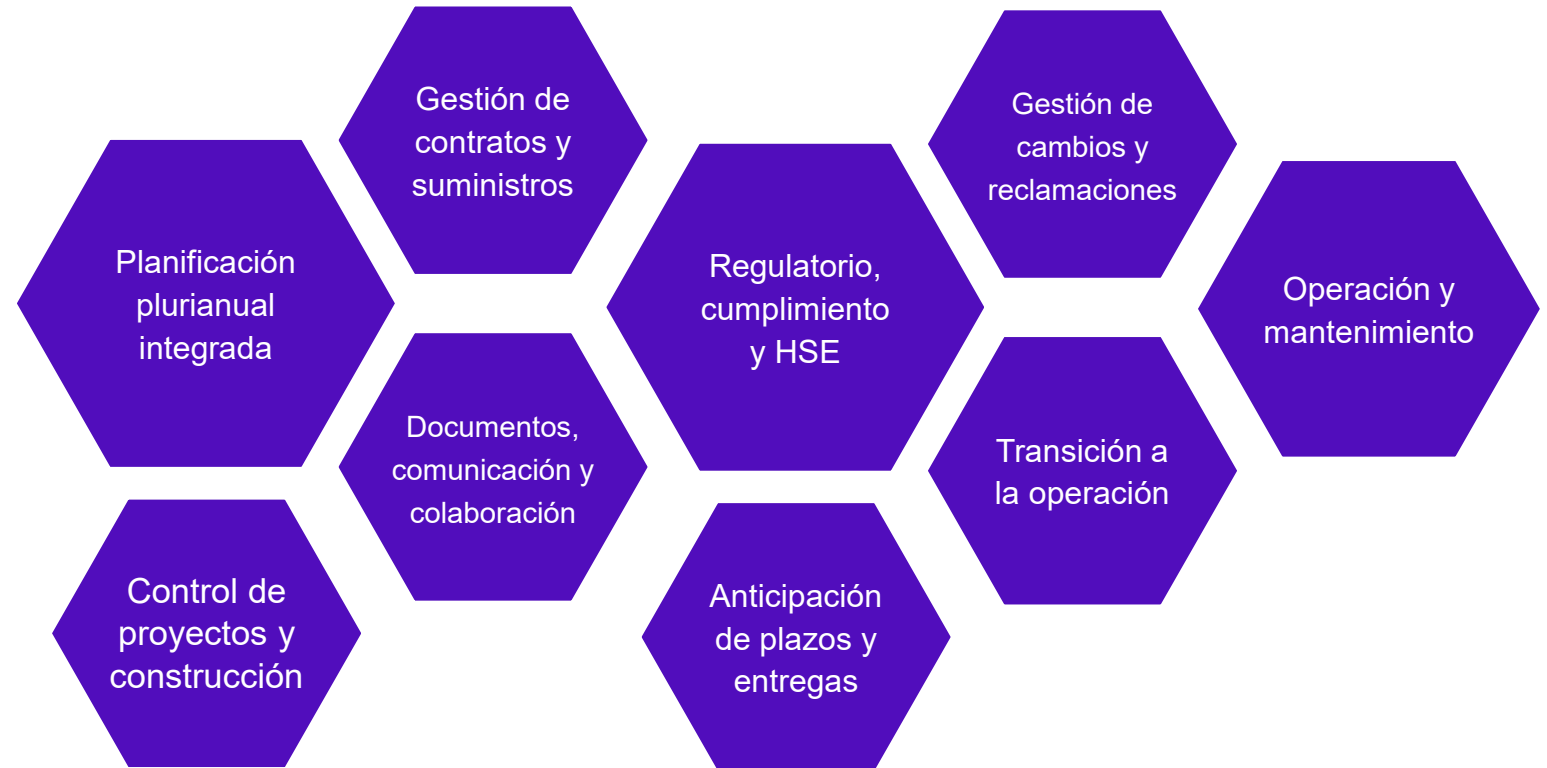 Gestión de
contratos y
suministros
Gestión de
cambios y
reclamaciones
Planificación
plurianual
integrada
Regulatorio,
cumplimiento
y HSE
Operación y
mantenimiento
Documentos,
comunicación y
colaboración
Transición a
la operación
Control de
proyectos y
construcción
Anticipación
de plazos y
entregas